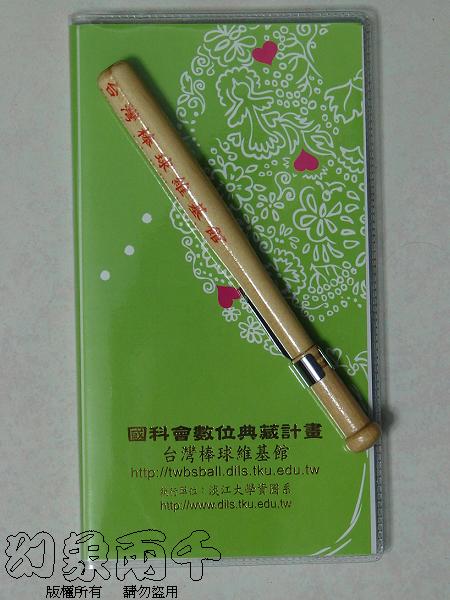 台灣棒球維基館
國科會數位典藏計畫
台灣棒球維基館
http://twbsball.dils.tku.edu.tw
執行單位：淡江大學資圖系
http://www.dils.tku.edu.tw
幻象兩千
版權所有 請勿盜用